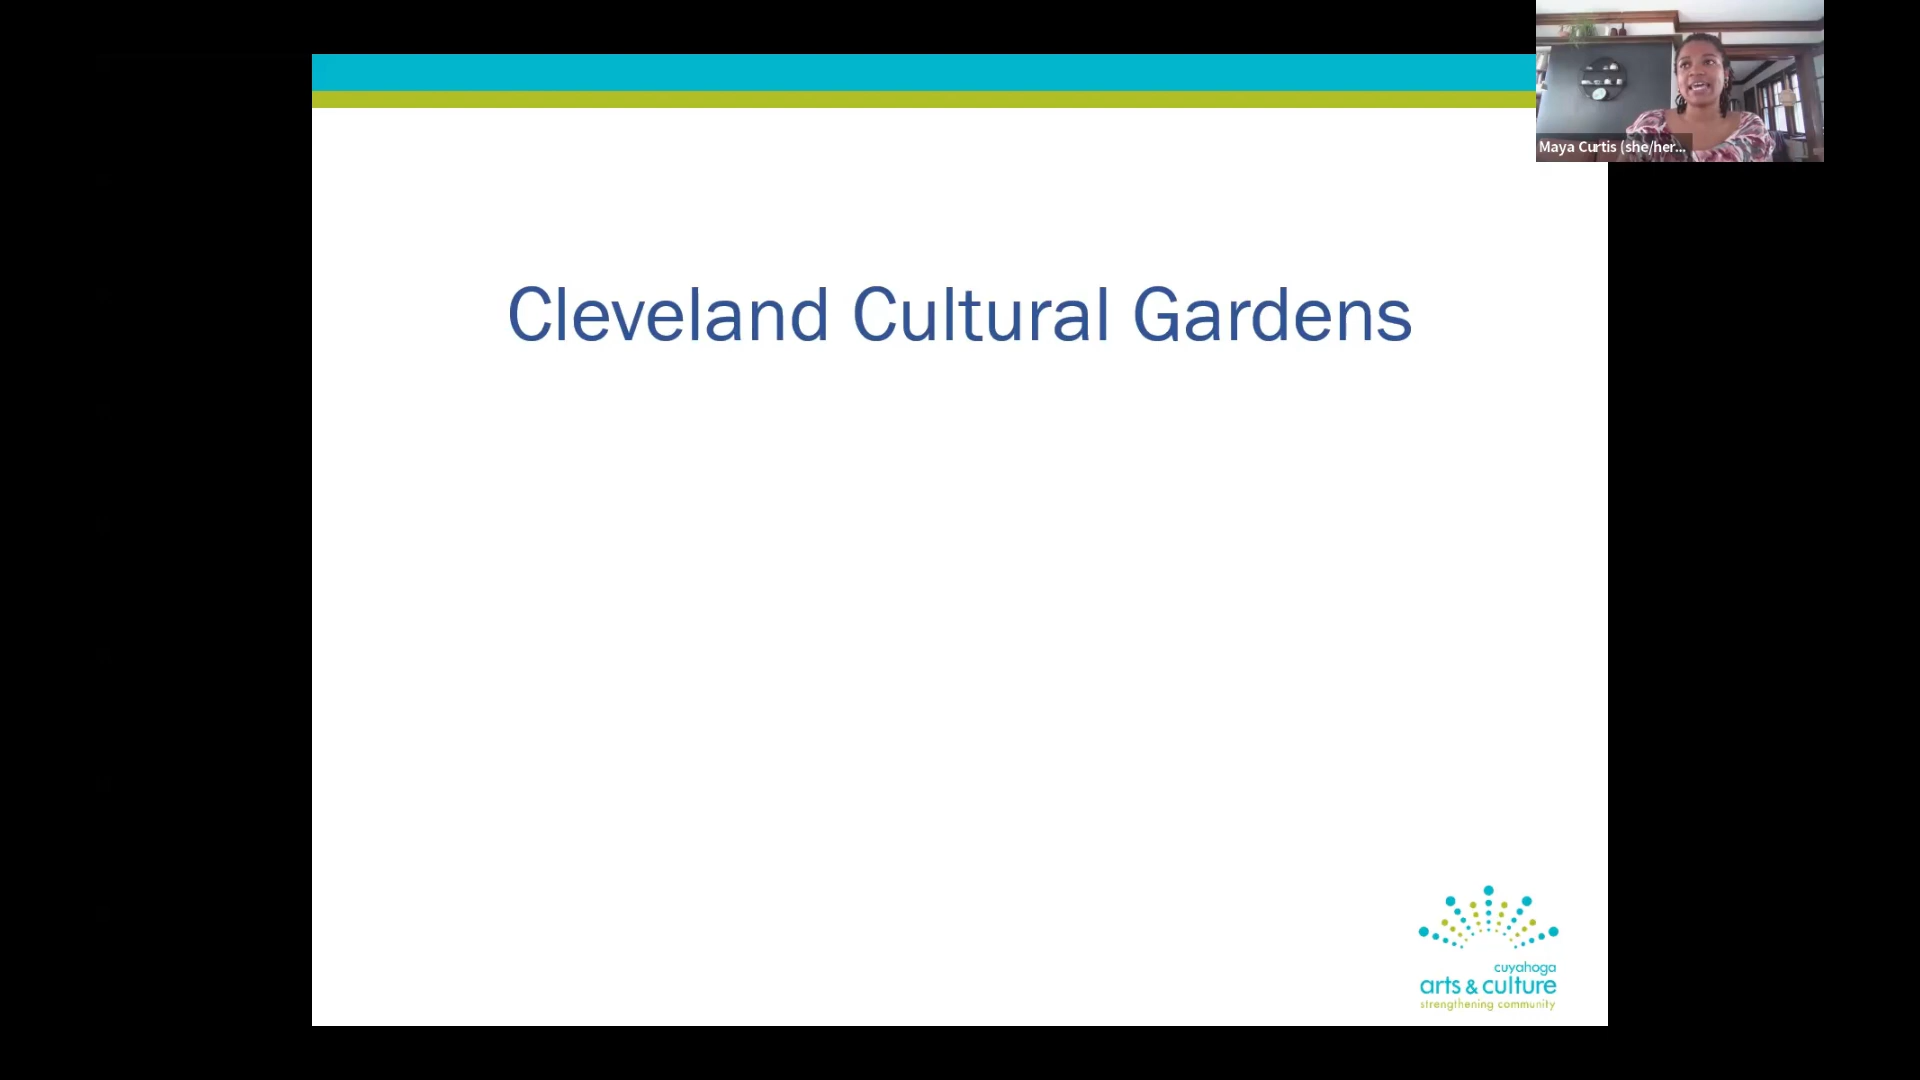 Maya Curtis (she/her...
Cleveland Cultural Gardens
cuyahoga
arts & culture
strengthening community